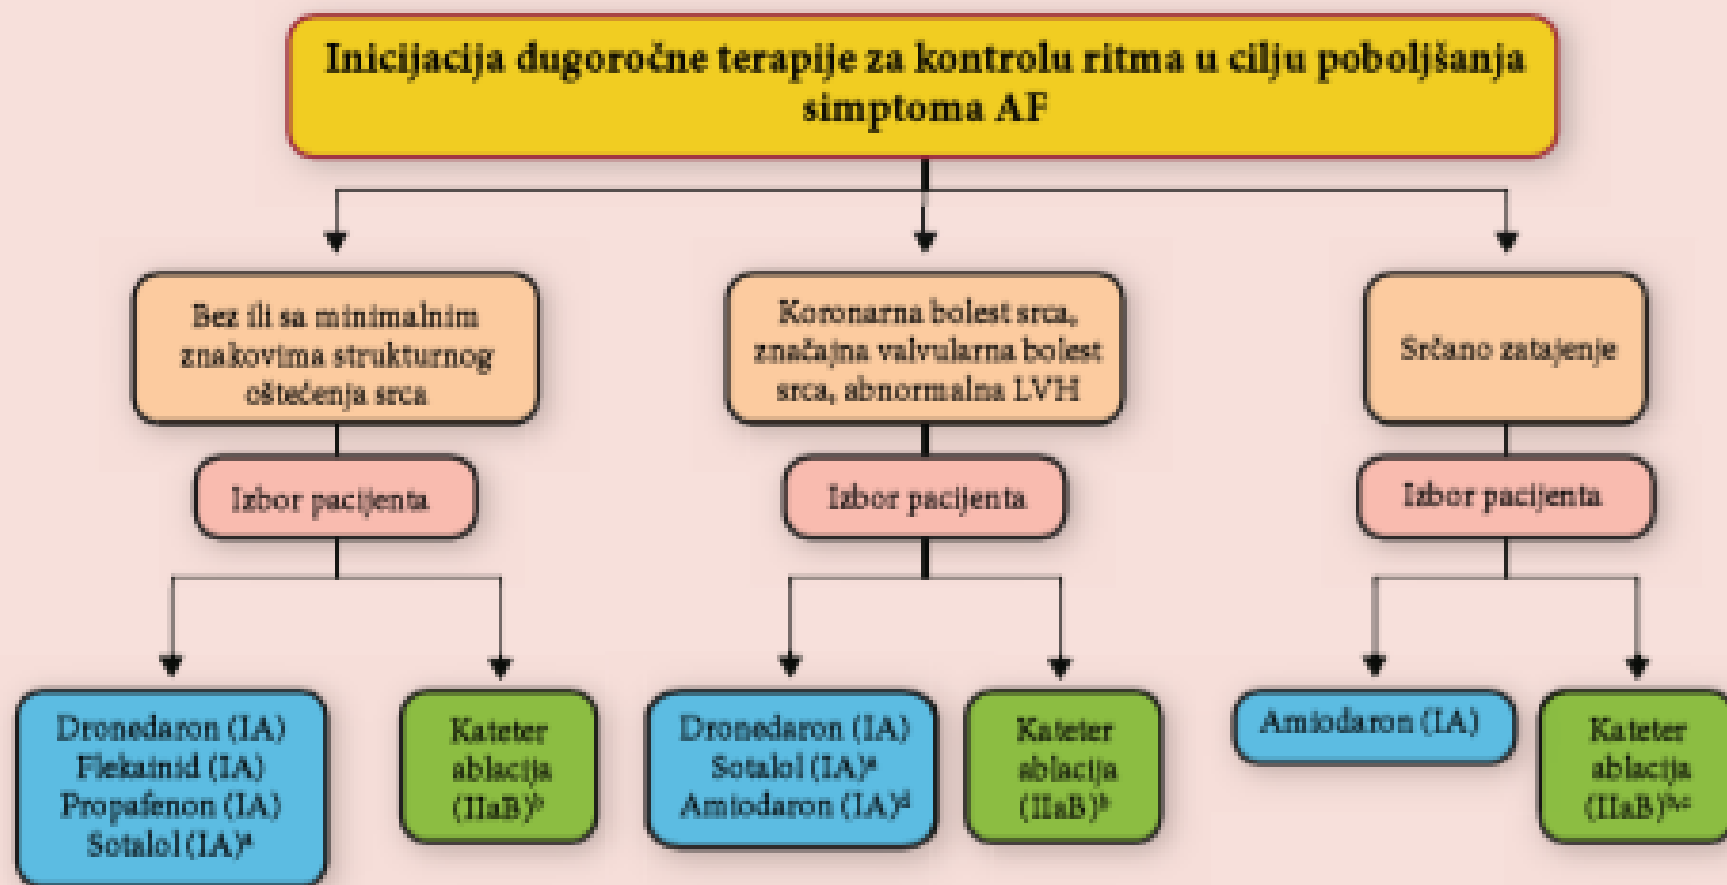 Inicijacija dugoročne terapije za kontrolu ritma u cilju poboljšanja
simptoma AF
Bez ili sa minimalnim
znakovima strukturnog
oštećenja srca
Koronarna bolest srca,
značajna valvularna bolest
srca, abnormalna LVH
Srčano zatajenje
Izbor pacijenta
Izbor pacijenta
Izbor pacijenta
Dronedaron (IA)
Flekainid (IA)
Propafenon (IA)
Sotalol (IA)ᵃ
Kateter
ablacija
(IIaB)ᵇ
Dronedaron (IA)
Sotalol (IA)ᵃ
Amiodaron (IA)ᵈ
Kateter
ablacija
(IIaB)ᵇ
Amiodaron (IA)
Kateter
ablacija
(IIaB)ᵇ,ᶜ